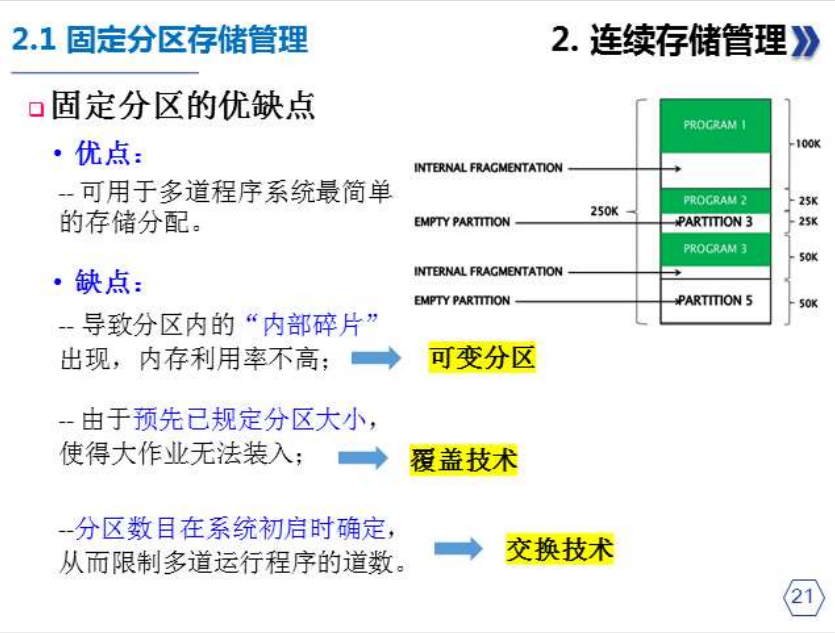 2.1 固定分区存储管理
2. 连续存储管理
固定分区的优缺点
• 优点：
-- 可用于多道程序系统最简单
的存储分配。
• 缺点：
-- 导致分区内的“内部碎片”
出现，内存利用率不高；
可变分区
-- 由于预先已规定分区大小，
使得大作业无法装入；
覆盖技术
--分区数目在系统初启时确定，
从而限制多道运行程序的道数。
交换技术
PROGRAM 1
100K
INTERNAL FRAGMENTATION
PROGRAM 2
25K
250K
EMPTY PARTITION
PARTITION 3
25K
PROGRAM 3
50K
INTERNAL FRAGMENTATION
EMPTY PARTITION
PARTITION 5
50K
21